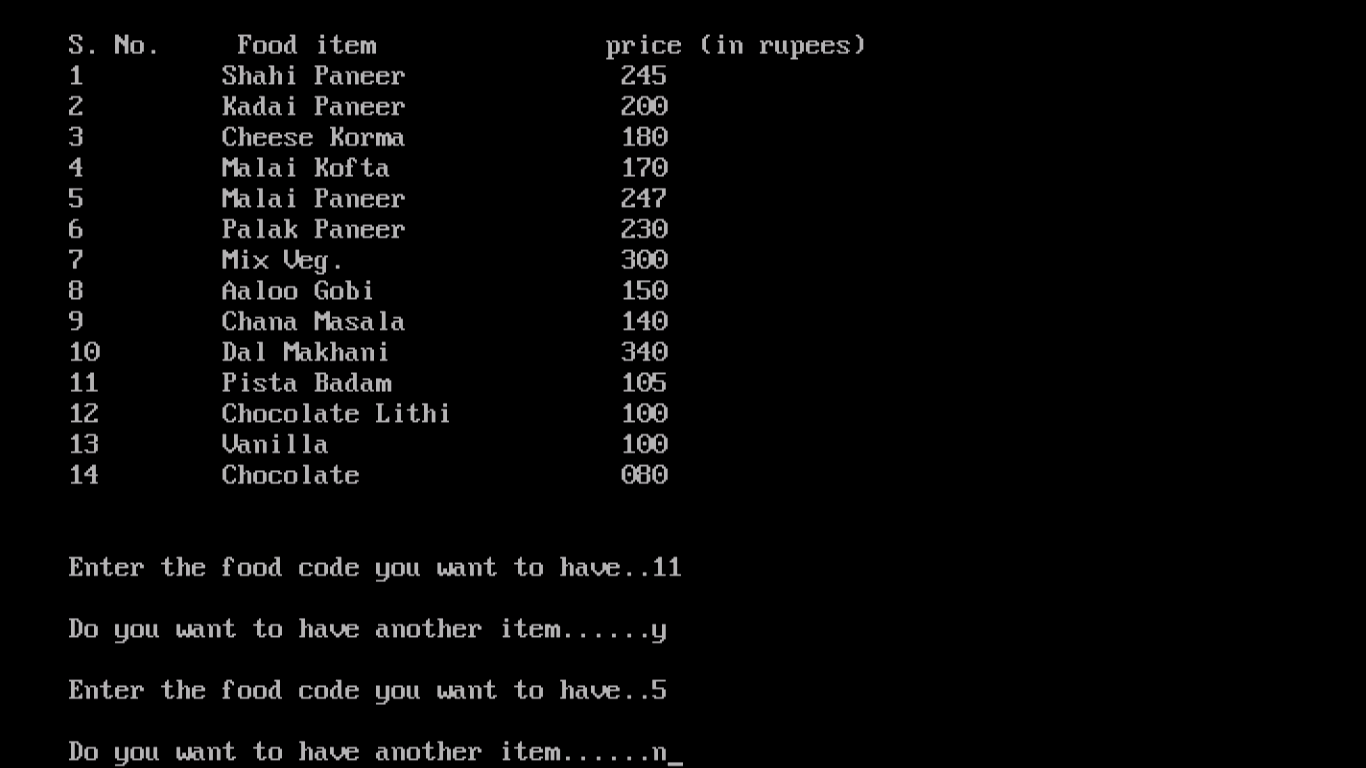 S. No. Food item price (in rupees)
1 Shahi Paneer 245
2 Kadai Paneer 200
3 Cheese Korma 180
4 Malai Kofta 170
5 Malai Paneer 247
6 Palak Paneer 230
7 Mix Veg. 300
8 Aaloo Gobi 150
9 Chana Masala 140
10 Dal Makhani 340
11 Pista Badam 105
12 Chocolate Lithi 100
13 Vanilla 100
14 Chocolate 080
Enter the food code you want to have..11
Do you want to have another item......y
Enter the food code you want to have..5
Do you want to have another item......n_